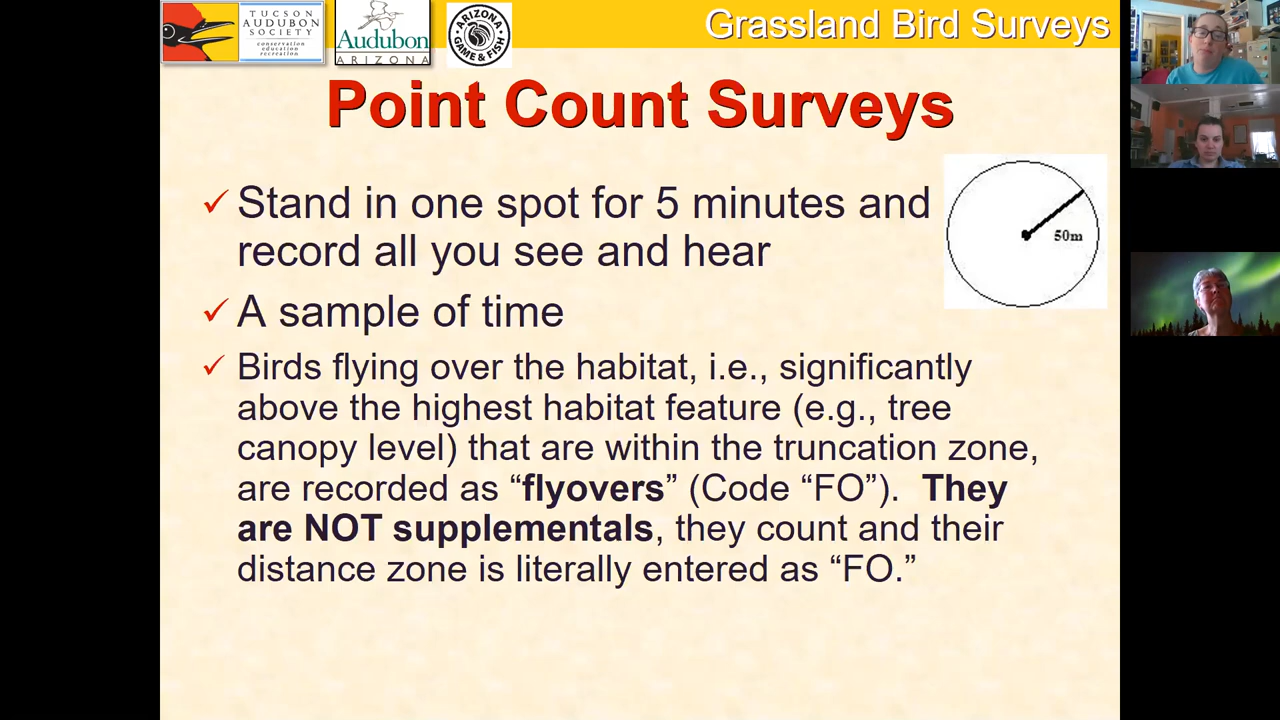 TUCSON
AUDUBON
SOCIETY
conservation
education
recreation
Audubon
ARIZONA
ARIZONA
GAME & FISH
Grassland Bird Surveys
Point Count Surveys
Stand in one spot for 5 minutes and
record all you see and hear
50m
A sample of time
Birds flying over the habitat, i.e., significantly
above the highest habitat feature (e.g., tree
canopy level) that are within the truncation zone,
are recorded as “flyovers” (Code “FO”). They
are NOT supplementals, they count and their
distance zone is literally entered as “FO.”